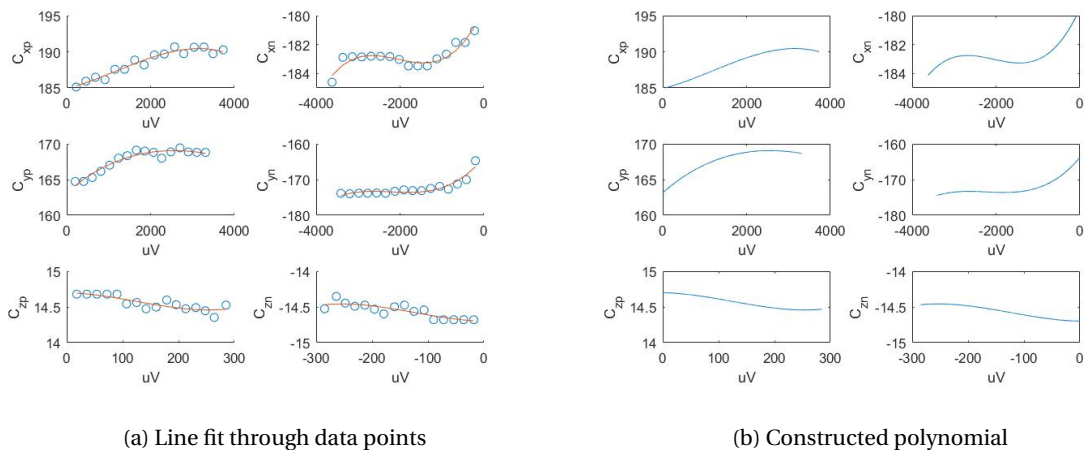 195
190
185
C_xp
0 2000 4000
uV
-180
-182
-184
C_xn
-4000 -2000 0
uV
195
190
185
C_xp
0 2000 4000
uV
-180
-182
-184
C_xn
-4000 -2000 0
uV
170
165
160
C_yp
0 2000 4000
uV
-160
-170
-180
C_yn
-4000 -2000 0
uV
170
165
160
C_yp
0 2000 4000
uV
-160
-170
-180
C_yn
-4000 -2000 0
uV
15
14.5
14
C_zp
0 100 200 300
uV
-14
-14.5
-15
C_zn
-300 -200 -100 0
uV
15
14.5
14
C_zp
0 100 200 300
uV
-14
-14.5
-15
C_zn
-300 -200 -100 0
uV
(a) Line fit through data points
(b) Constructed polynomial